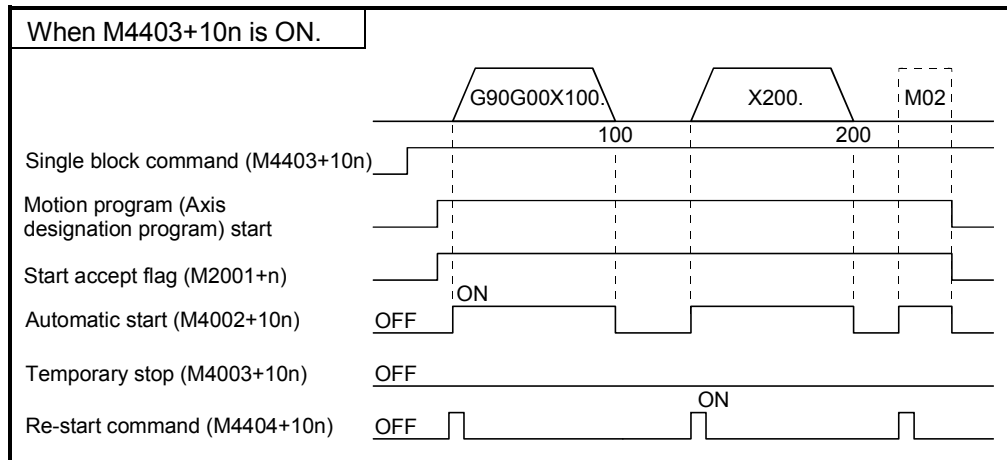 When M4403+10n is ON.
G90G00X100.
X200.
M02
100
200
Single block command (M4403+10n)
Motion program (Axis
designation program) start
Start accept flag (M2001+n)
ON
Automatic start (M4002+10n)
OFF
Temporary stop (M4003+10n)
OFF
ON
Re-start command (M4404+10n)
OFF